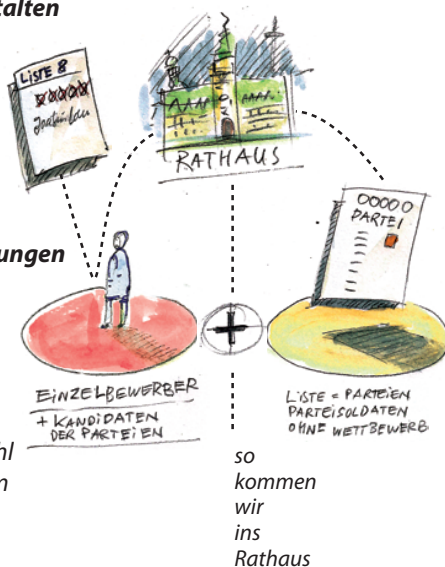 talten
LiSTE 8
XXXXX
RATHAUS
OOOOO
PARTEI
ungen
EiNZELBEWERBER
+ KANDiDATEN
DER PARTEiEN
LiSTE = PARTEIEN
PARTEISOLDATEN
OHNE WETTBEWERB
hl
n
so
kommen
wir
ins
Rathaus